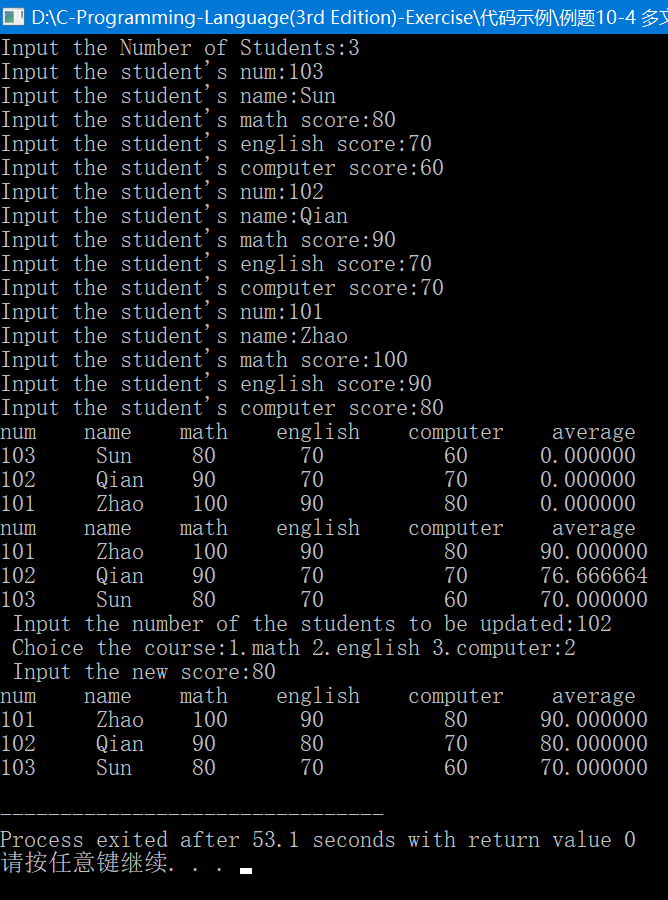 D:\C-Programming-Language(3rd Edition)-Exercise\代码示例\例题10-4 多文
Input the Number of Students:3
Input the student's num:103
Input the student's name:Sun
Input the student's math score:80
Input the student's english score:70
Input the student's computer score:60
Input the student's num:102
Input the student's name:Qian
Input the student's math score:90
Input the student's english score:70
Input the student's computer score:70
Input the student's num:101
Input the student's name:Zhao
Input the student's math score:100
Input the student's english score:90
Input the student's computer score:80
num    name    math    english    computer    average
103     Sun     80       70          60      0.000000
102     Qian    90       70          70      0.000000
101     Zhao    100      90          80      0.000000
num    name    math    english    computer    average
101     Zhao    100      90          80      90.000000
102     Qian    90       70          70      76.666664
103     Sun     80       70          60      70.000000
 Input the number of the students to be updated:102
 Choice the course:1.math 2.english 3.computer:2
 Input the new score:80
num    name    math    english    computer    average
101     Zhao    100      90          80      90.000000
102     Qian    90       80          70      80.000000
103     Sun     80       70          60      70.000000
--------------------------------
Process exited after 53.1 seconds with return value 0
请按任意键继续. . .